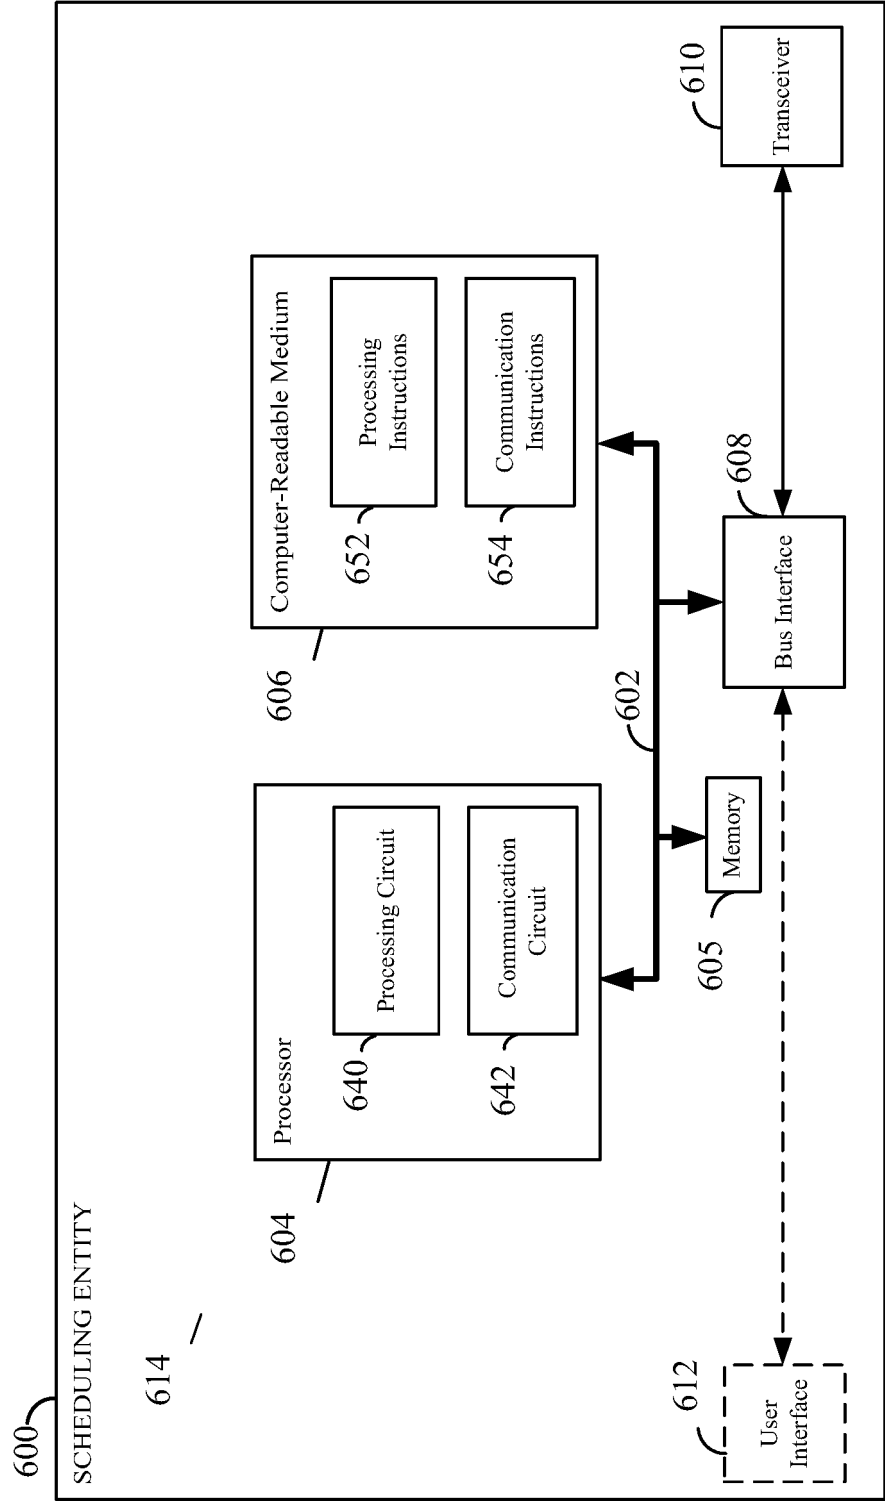 600
SCHEDULING ENTITY
614
604
Processor
640
Processing Circuit
642
Communication
Circuit
606
Computer-Readable Medium
652
Processing
Instructions
654
Communication
Instructions
602
605
Memory
612
User
Interface
608
Bus Interface
610
Transceiver